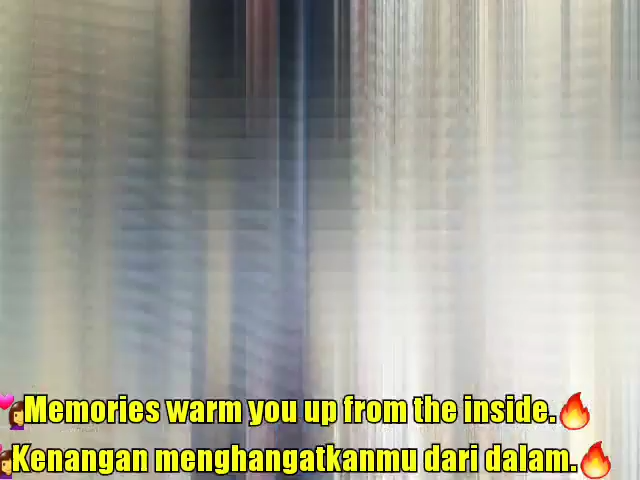 Memories warm you up from the inside.🔥
Kenangan menghangatkanmu dari dalam.🔥